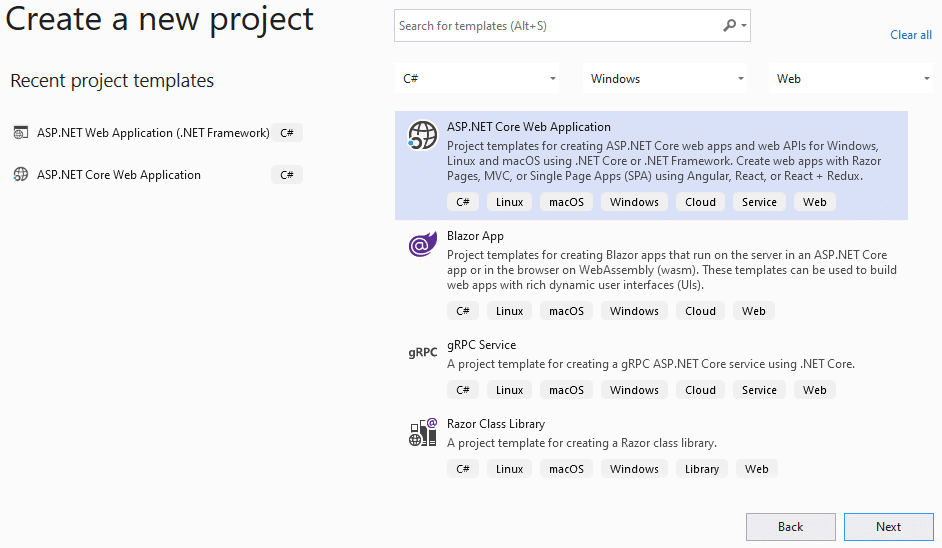 Create a new project
Search for templates (Alt+S)
Clear all
Recent project templates
C#
Windows
Web
ASP.NET Web Application (.NET Framework) C#
ASP.NET Core Web Application C#
ASP.NET Core Web Application
Project templates for creating ASP.NET Core web apps and web APIs for Windows,
Linux and macOS using .NET Core or .NET Framework. Create web apps with Razor
Pages, MVC, or Single Page Apps (SPA) using Angular, React, or React + Redux.
C# Linux macOS Windows Cloud Service Web
Blazor App
Project templates for creating Blazor apps that run on the server in an ASP.NET Core
app or in the browser on WebAssembly (wasm). These templates can be used to build
web apps with rich dynamic user interfaces (UIs).
C# Linux macOS Windows Cloud Web
gRPC
gRPC Service
A project template for creating a gRPC ASP.NET Core service using .NET Core.
C# Linux macOS Windows Cloud Service Web
Razor Class Library
A project template for creating a Razor class library.
C# Linux macOS Windows Library Web
Back
Next